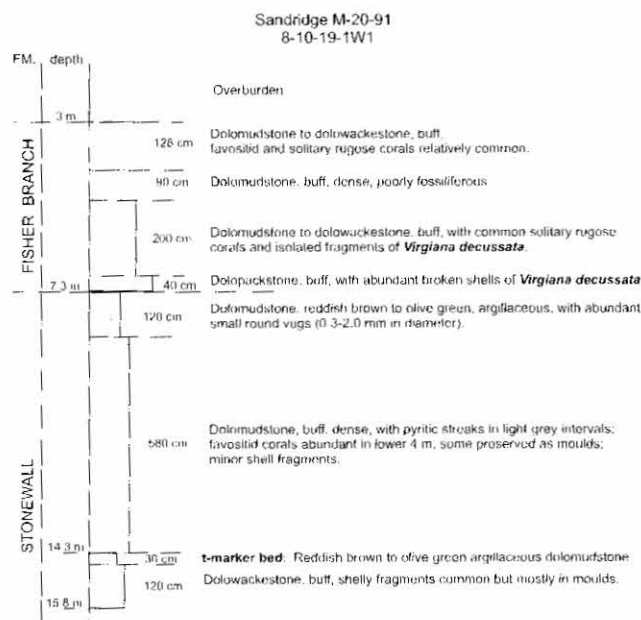 Sandridge M-20-91
8-10-19-1W1
FM. depth
Overburden
3 m
128 cm
Dolomudstone to dolowackestone, buff,
favositid and solitary rugose corals relatively common.
90 cm
Dolomudstone, buff, dense, poorly fossiliferous
FISHER BRANCH
200 cm
Dolomudstone to dolowackestone, buff, with common solitary rugose
corals and isolated fragments of Virgiana decussata.
7.3 m
40 cm
Dolopackstone, buff, with abundant broken shells of Virgiana decussata
120 cm
Dolomudstone, reddish brown to olive green, argillaceous, with abundant
small round vugs (0.3-2.0 mm in diameter).
STONEWALL
580 cm
Dolomudstone, buff, dense, with pyritic streaks in light grey intervals;
favositid corals abundant in lower 4 m, some preserved as moulds;
minor shell fragments.
14.3 m
30 cm
t-marker bed: Reddish brown to olive green argillaceous dolomudstone
120 cm
Dolowackestone, buff, shelly fragments common but mostly in moulds.
15.8 m